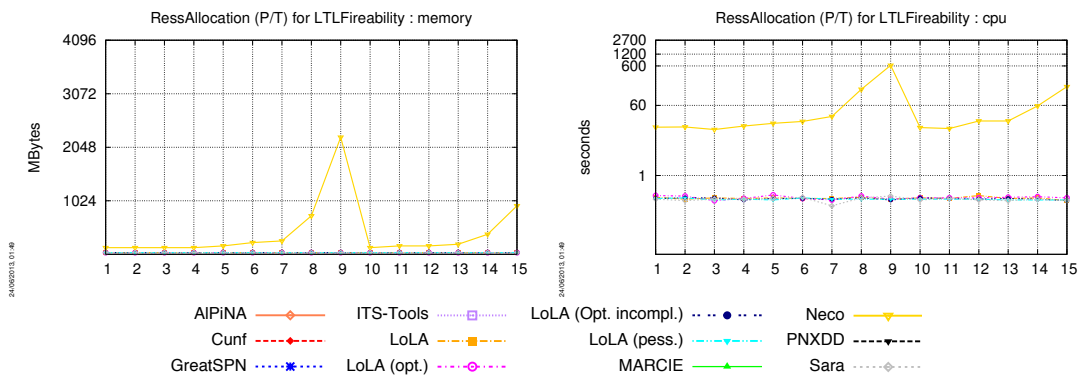 RessAllocation (P/T) for LTLFireability : memory
4096
3072
2048
1024
MBytes
1 2 3 4 5 6 7 8 9 10 11 12 13 14 15
24/06/2013, 01:49
RessAllocation (P/T) for LTLFireability : cpu
2700
1200
600
60
1
seconds
1 2 3 4 5 6 7 8 9 10 11 12 13 14 15
24/06/2013, 01:49
AlPiNA ITS-Tools LoLA (Opt. incompl.) Neco
Cunf LoLA LoLA (pess.) PNXDD
GreatSPN LoLA (opt.) MARCIE Sara